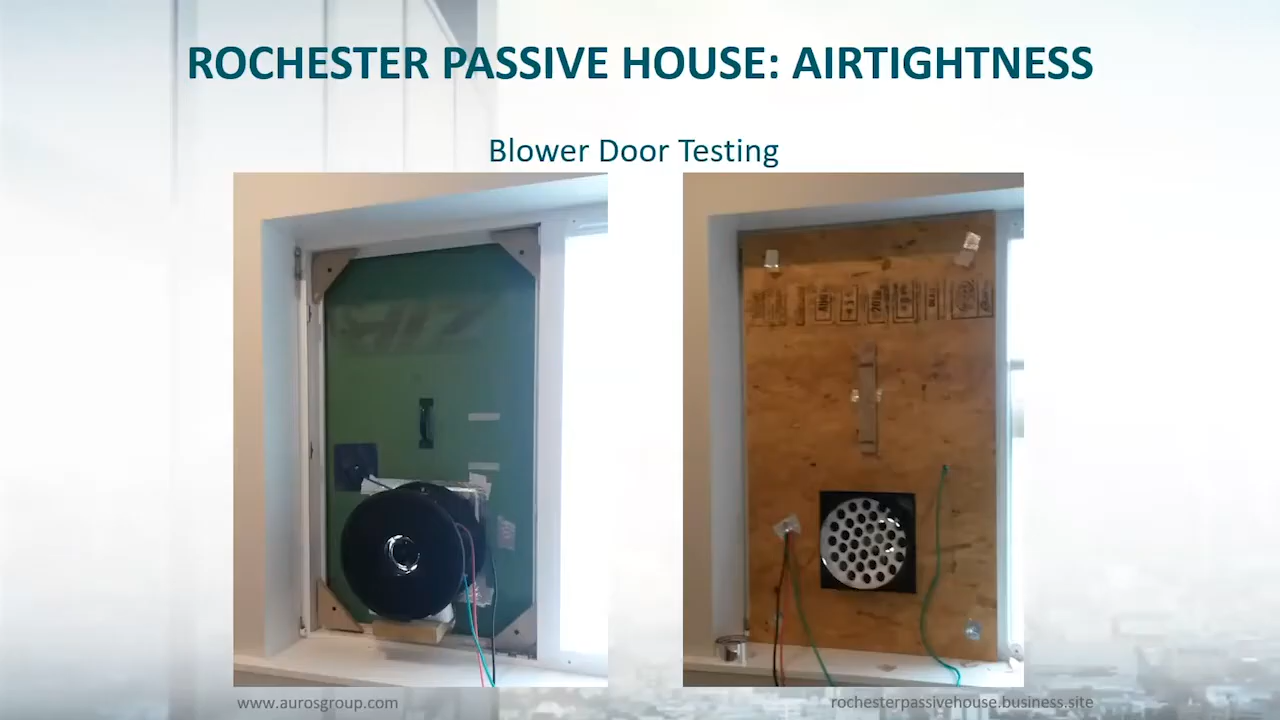 ROCHESTER PASSIVE HOUSE: AIRTIGHTNESS
Blower Door Testing
www.aurosgroup.com
rochesterpassivehouse.business.site